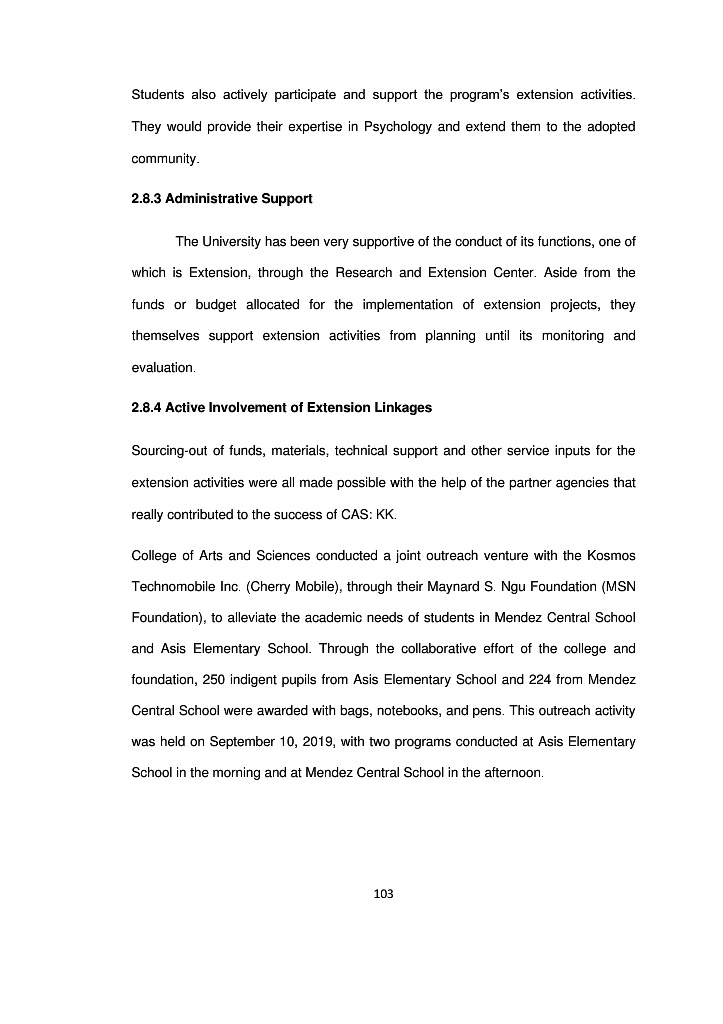 Students also actively participate and support the program's extension activities.
They would provide their expertise in Psychology and extend them to the adopted
community.
2.8.3 Administrative Support
The University has been very supportive of the conduct of its functions, one of
which is Extension, through the Research and Extension Center. Aside from the
funds or budget allocated for the implementation of extension projects, they
themselves support extension activities from planning until its monitoring and
evaluation.
2.8.4 Active Involvement of Extension Linkages
Sourcing-out of funds, materials, technical support and other service inputs for the
extension activities were all made possible with the help of the partner agencies that
really contributed to the success of CAS: KK.
College of Arts and Sciences conducted a joint outreach venture with the Kosmos
Technomobile Inc. (Cherry Mobile), through their Maynard S. Ngu Foundation (MSN
Foundation), to alleviate the academic needs of students in Mendez Central School
and Asis Elementary School. Through the collaborative effort of the college and
foundation, 250 indigent pupils from Asis Elementary School and 224 from Mendez
Central School were awarded with bags, notebooks, and pens. This outreach activity
was held on September 10, 2019, with two programs conducted at Asis Elementary
School in the morning and at Mendez Central School in the afternoon.
103